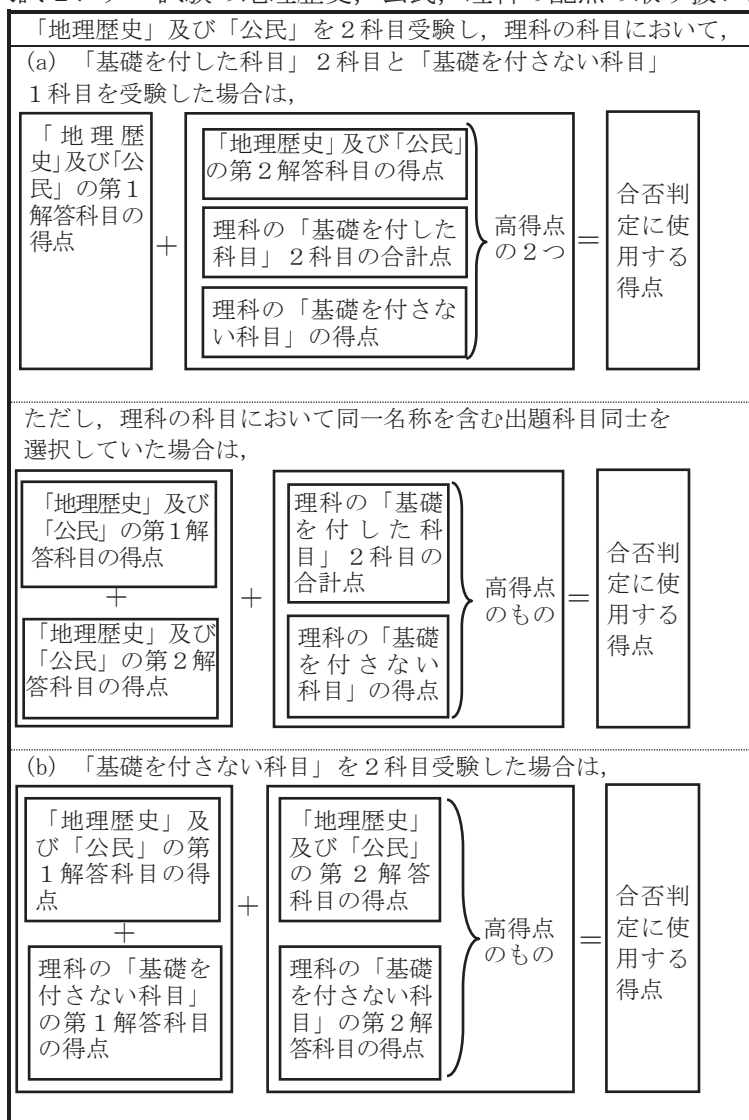 「地理歴史」及び「公民」を2科目受験し，理科の科目において，
(a) 「基礎を付した科目」2科目と「基礎を付さない科目」
1科目を受験した場合は，
「地理歴
史」及び「公
民」の第1
解答科目の
得点
＋
「地理歴史」及び「公民」
の第2解答科目の得点
理科の「基礎を付した
科目」2科目の合計点
理科の「基礎を付さな
い科目」の得点
高得点
の2つ
＝
合否判
定に使
用する
得点
ただし，理科の科目において同一名称を含む出題科目同士を
選択していた場合は，
「地理歴史」及び
「公民」の第1解
答科目の得点
＋
「地理歴史」及び
「公民」の第2解
答科目の得点
＋
理科の「基礎
を付した科
目」2科目の
合計点
理科の「基礎
を付さない
科目」の得点
高得点
のもの
＝
合否判
定に使
用する
得点
(b) 「基礎を付さない科目」を2科目受験した場合は，
「地理歴史」及
び「公民」の第
1解答科目の得
点
＋
理科の「基礎を
付さない科目」
の第1解答科目
の得点
＋
「地理歴史」
及び「公民」
の第2解答
科目の得点
理科の「基礎
を付さない科
目」の第2解
答科目の得点
高得点
のもの
＝
合否判
定に使
用する
得点